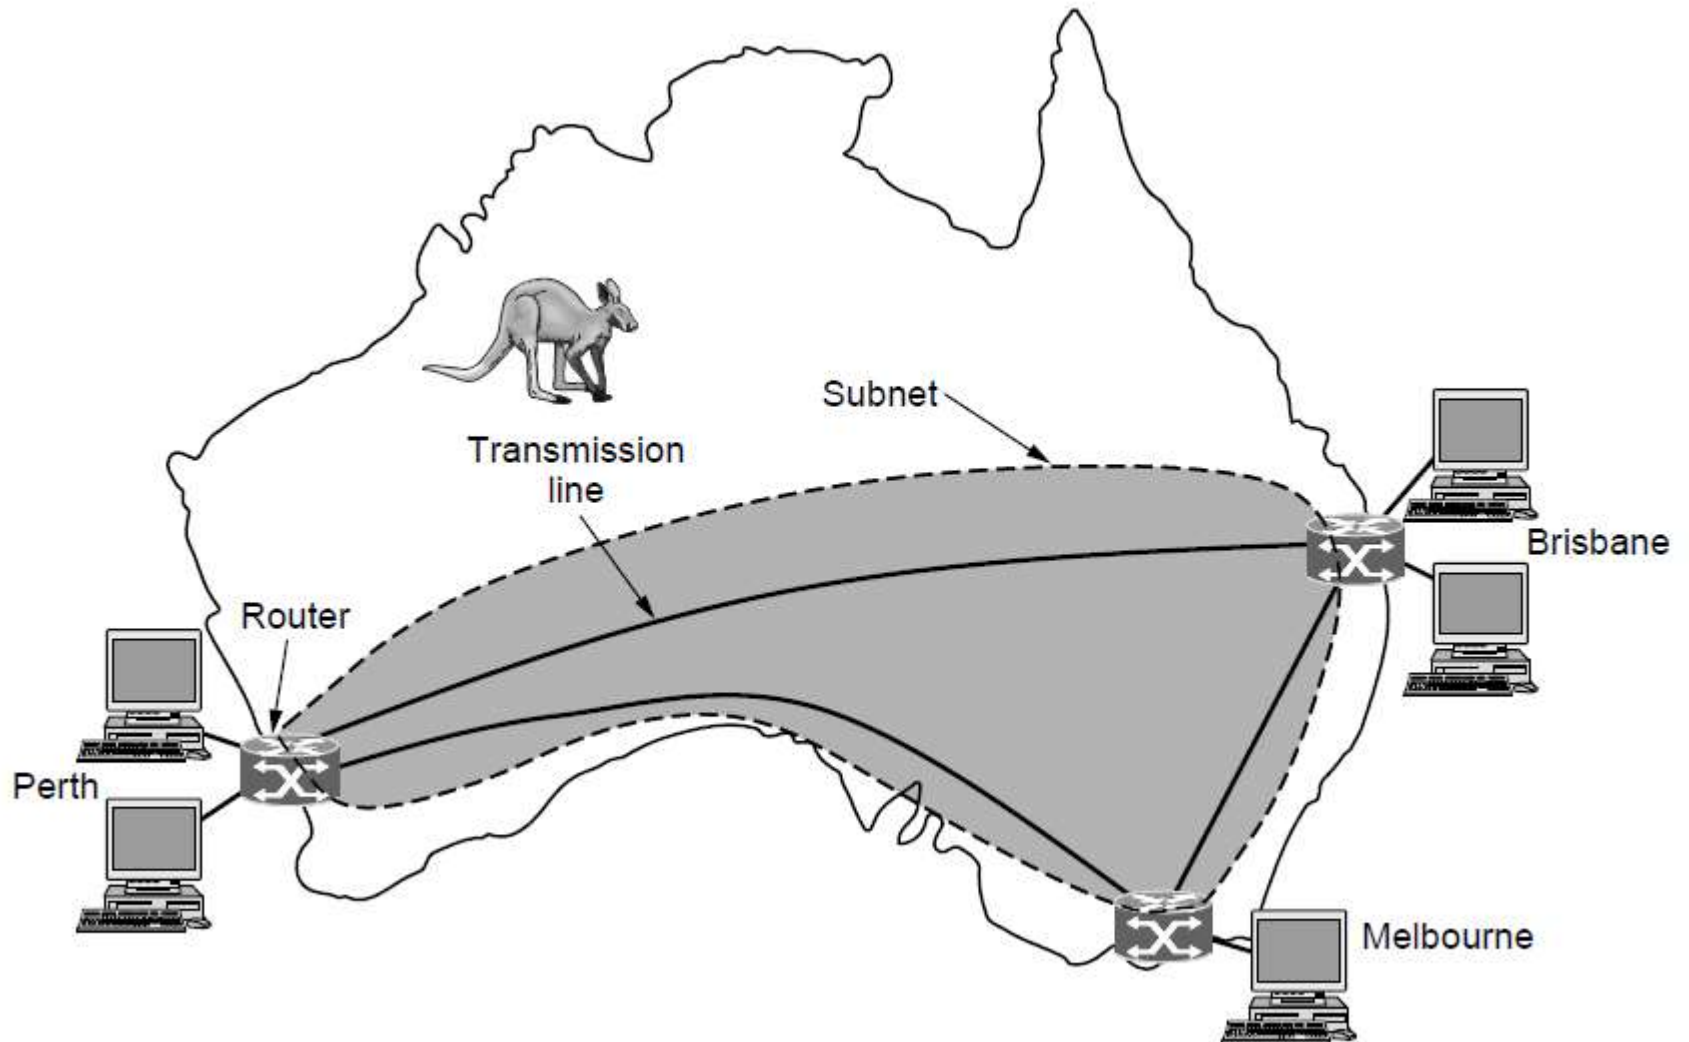 Subnet
Transmission
line
Brisbane
Router
Perth
Melbourne